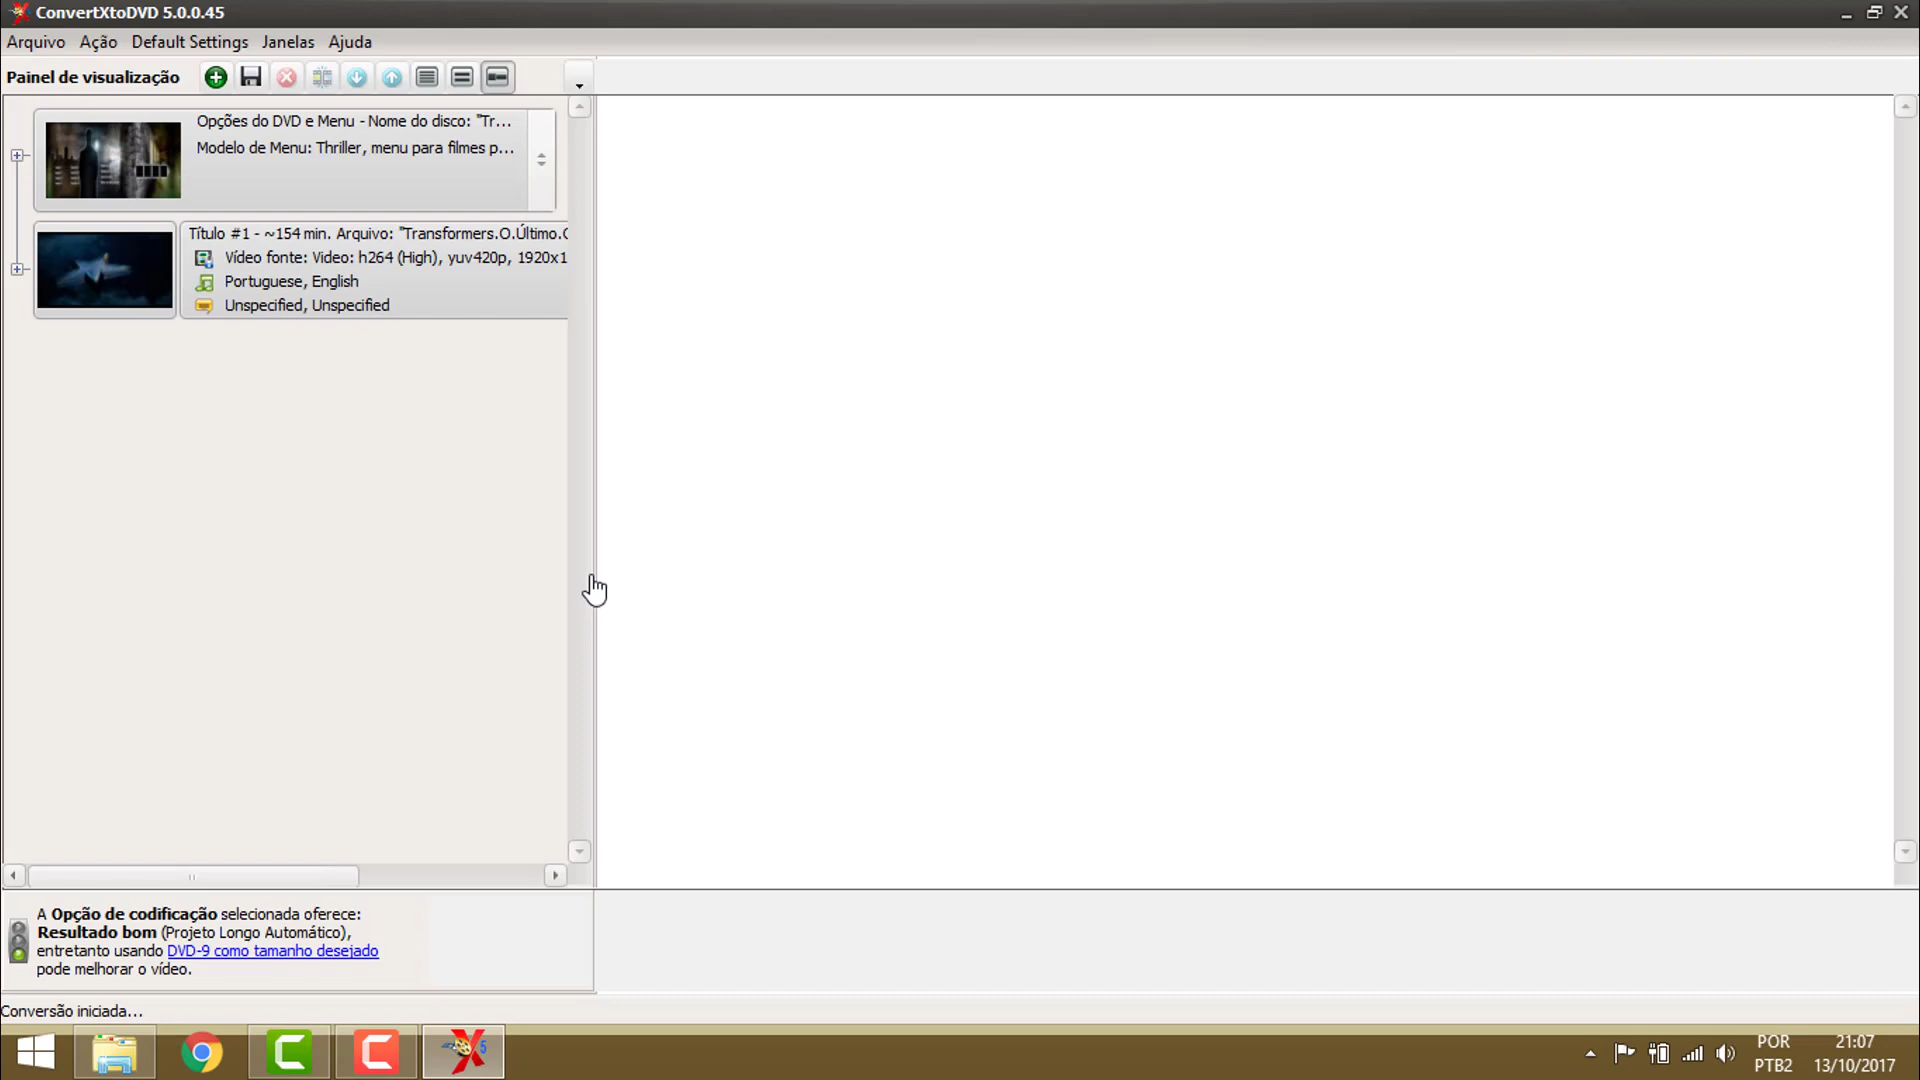 ConvertXtoDVD 5.0.0.45
Arquivo Ação Default Settings Janelas Ajuda
Painel de visualização
Opções do DVD e Menu - Nome do disco: "Tr...
Modelo de Menu: Thriller, menu para filmes p...
Título #1 - ~154 min. Arquivo: "Transformers.O.Último.
Vídeo fonte: Video: h264 (High), yuv420p, 1920x1
Portuguese, English
Unspecified, Unspecified
A Opção de codificação selecionada oferece:
Resultado bom (Projeto Longo Automático),
entretanto usando DVD-9 como tamanho desejado
pode melhorar o vídeo.
Conversão iniciada...
5
POR 21:07
PTB2 13/10/2017